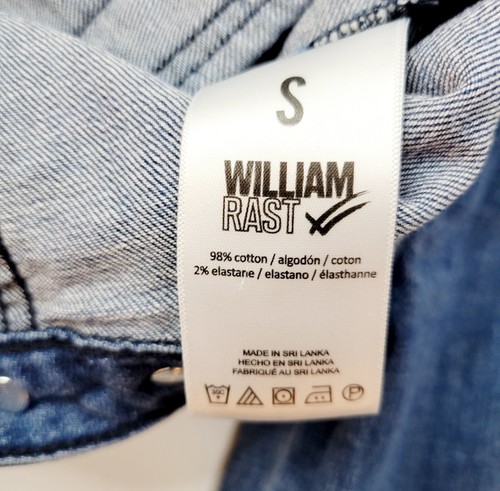 S
WILLIAM
RAST
98% cotton / algodón / coton
2% elastane / elastano / élasthanne
MADE IN SRI LANKA
HECHO EN SRI LANKA
FABRIQUÉ AU SRI LANKA
P